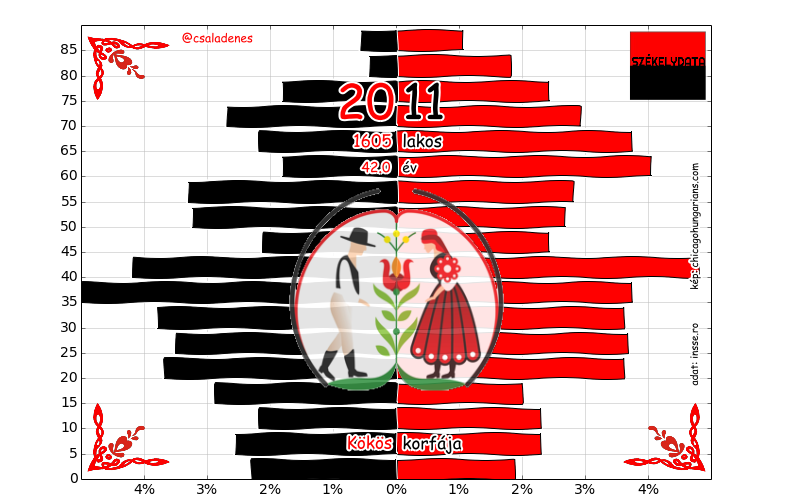 @csaladenes
SZÉKELYDATA
2011
1605 lakos
42,0 év
kép: chicagohungarians.com
adat: insse.ro
Kökös korfája
85
80
75
70
65
60
55
50
45
40
35
30
25
20
15
10
5
0
4% 3% 2% 1% 0% 1% 2% 3% 4%